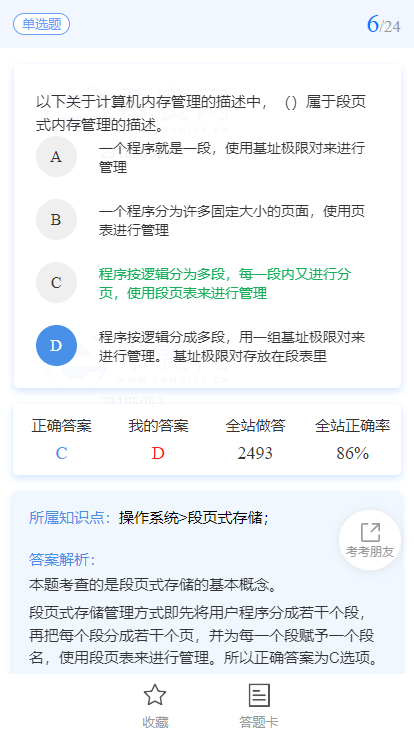 单选题
6/24
以下关于计算机内存管理的描述中，（）属于段页
式内存管理的描述。
A
一个程序就是一段，使用基址极限对来进行
管理
B
一个程序分为许多固定大小的页面，使用页
表进行管理
C
程序按逻辑分为多段，每一段内又进行分
页，使用段页表来进行管理
D
程序按逻辑分成多段，用一组基址极限对来
进行管理。 基址极限对存放在段表里
正确答案 我的答案 全站做答 全站正确率
C D 2493 86%
所属知识点：操作系统>段页式存储；
考考朋友
答案解析：
本题考查的是段页式存储的基本概念。
段页式存储管理方式即先将用户程序分成若干个段，
再把每个段分成若干个页，并为每一个段赋予一个段
名，使用段页表来进行管理。所以正确答案为C选项。
收藏 答题卡